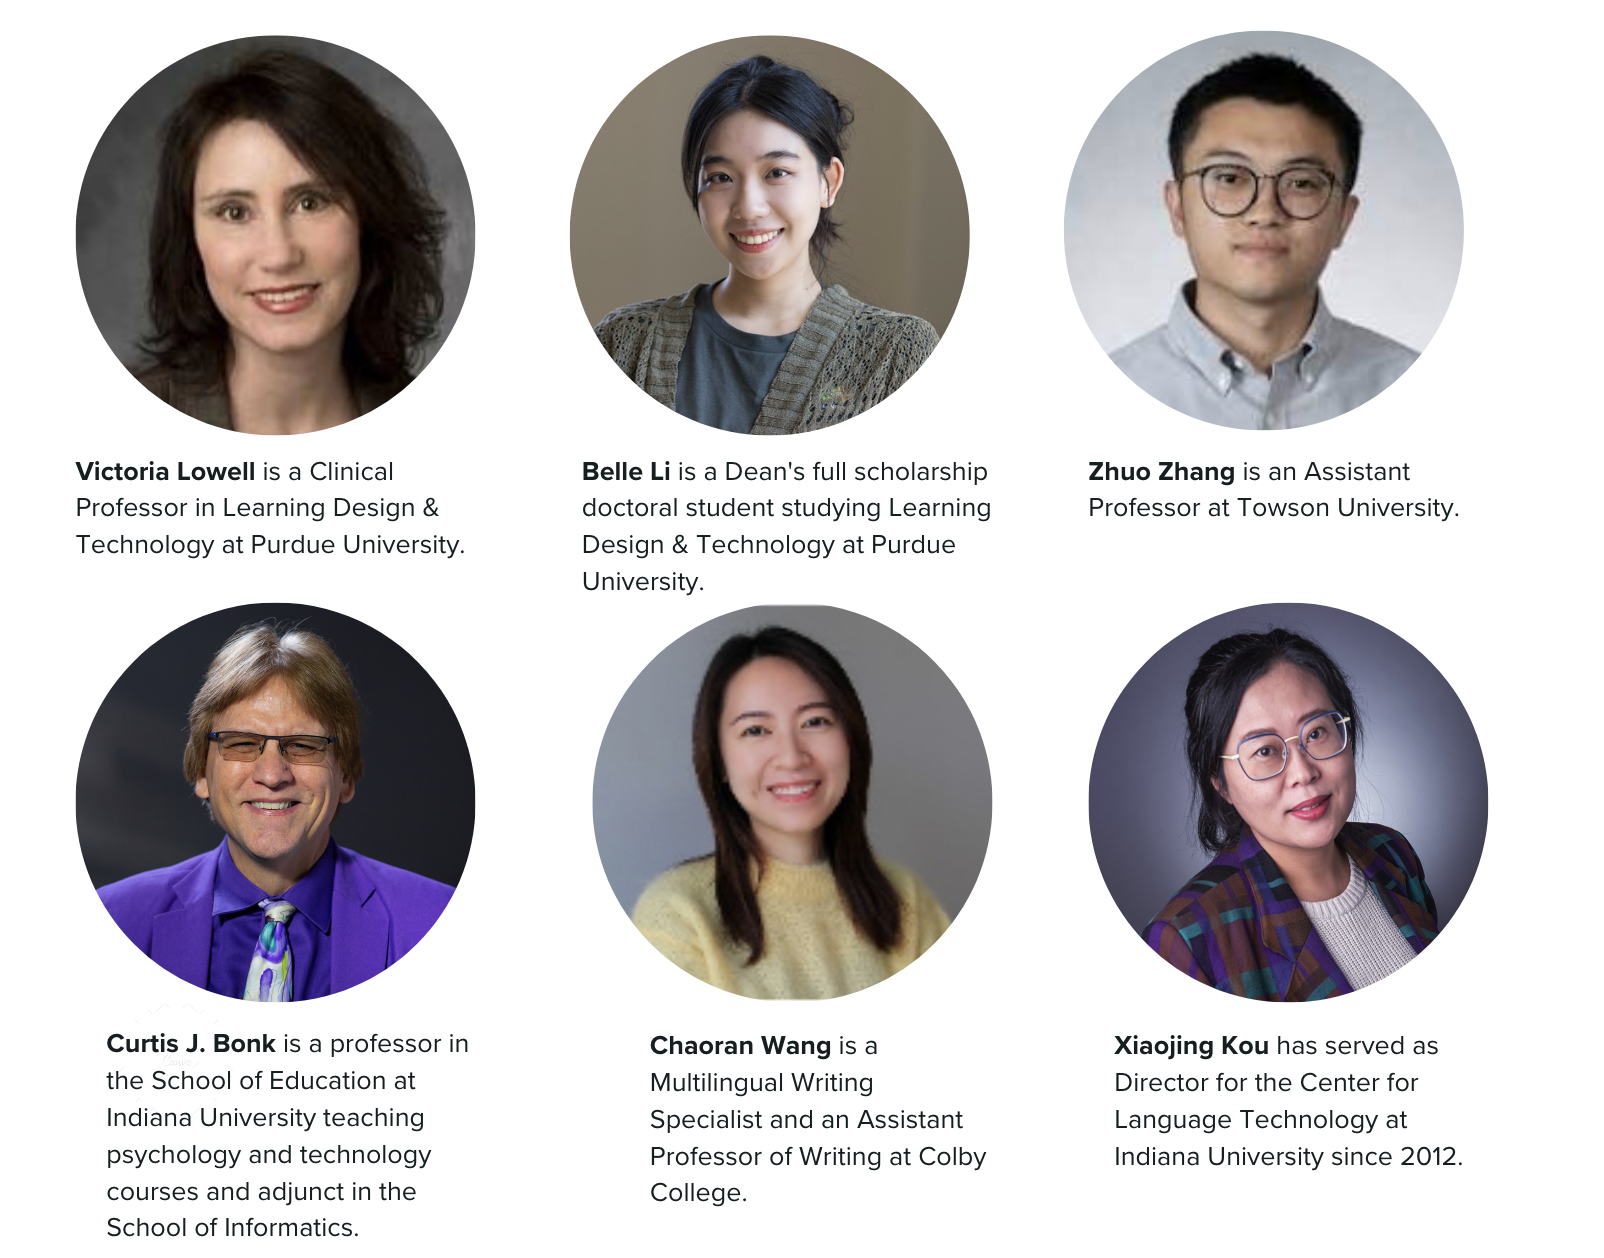 Victoria Lowell is a Clinical
Professor in Learning Design &
Technology at Purdue University.
Belle Li is a Dean's full scholarship
doctoral student studying Learning
Design & Technology at Purdue
University.
Zhuo Zhang is an Assistant
Professor at Towson University.
Curtis J. Bonk is a professor in
the School of Education at
Indiana University teaching
psychology and technology
courses and adjunct in the
School of Informatics.
Chaoran Wang is a
Multilingual Writing
Specialist and an Assistant
Professor of Writing at Colby
College.
Xiaojing Kou has served as
Director for the Center for
Language Technology at
Indiana University since 2012.